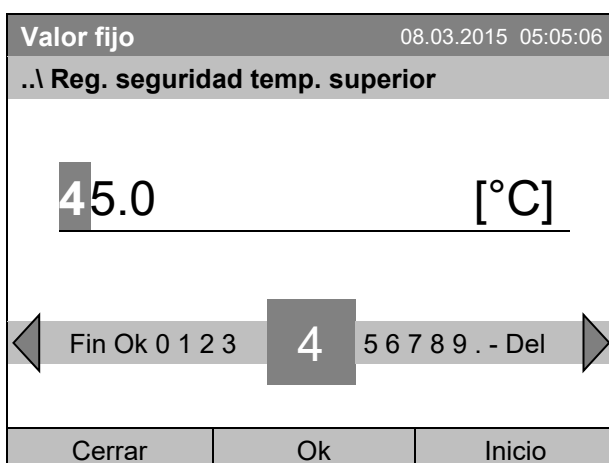 Valor fijo 08.03.2015 05:05:06
..\ Reg. seguridad temp. superior
45.0 [°C]
Fin Ok 0 1 2 3 4 5 6 7 8 9 . - Del
Cerrar Ok Inicio